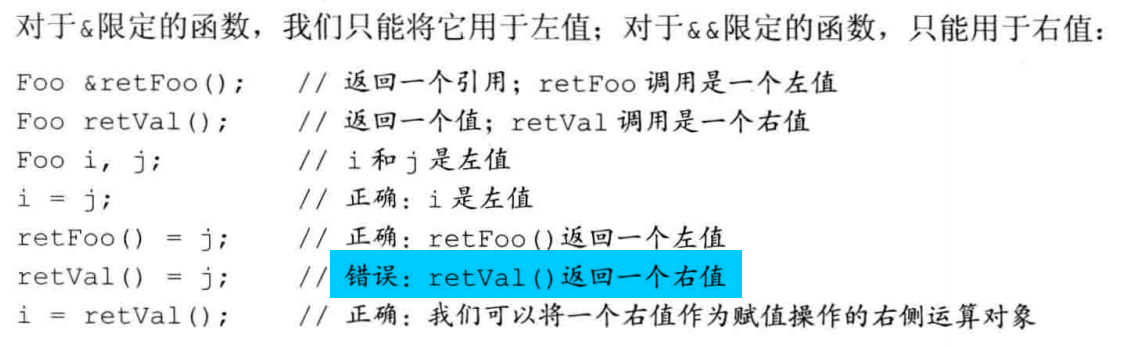 对于&限定的函数，我们只能将它用于左值；对于&&限定的函数，只能用于右值：
Foo &retFoo(); // 返回一个引用；retFoo 调用是一个左值
Foo retVal(); // 返回一个值；retVal 调用是一个右值
Foo i, j; // i 和 j 是左值
i = j; // 正确：i 是左值
retFoo() = j; // 正确：retFoo()返回一个左值
retVal() = j; // 错误：retVal()返回一个右值
i = retVal(); // 正确：我们可以将一个右值作为赋值操作的右侧运算对象